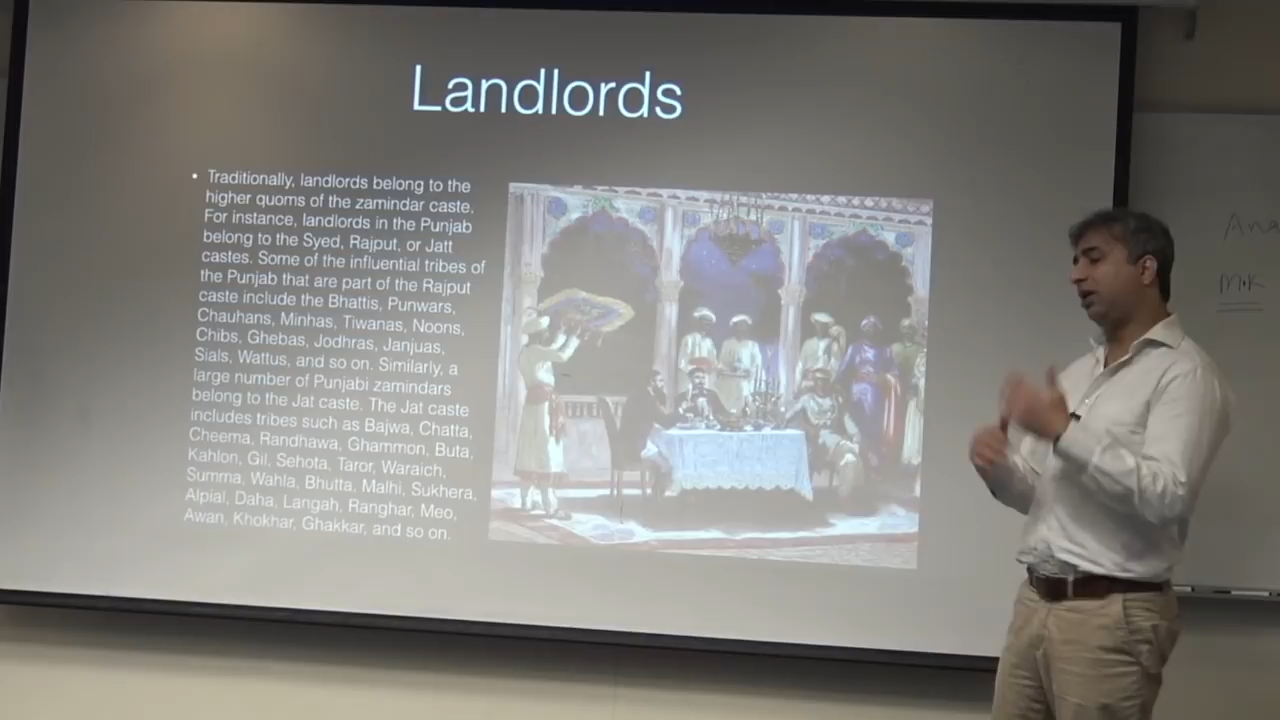 Landlords
• Traditionally, landlords belong to the
higher quoms of the zamindar caste.
For instance, landlords in the Punjab
belong to the Syed, Rajput, or Jatt
castes. Some of the influential tribes of
the Punjab that are part of the Rajput
caste include the Bhattis, Punwars,
Chauhans, Minhas, Tiwanas, Noons,
Chibs, Ghebas, Jodhras, Janjuas,
Sials, Wattus, and so on. Similarly, a
large number of Punjabi zamindars
belong to the Jat caste. The Jat caste
includes tribes such as Bajwa, Chatta,
Cheema, Randhawa, Ghammon, Buta,
Kahlon, Gil, Sehota, Taror, Waraich,
Summa, Wahla, Bhutta, Malhi, Sukhera,
Alpial, Daha, Langah, Ranghar, Meo,
Awan, Khokhar, Ghakkar, and so on.